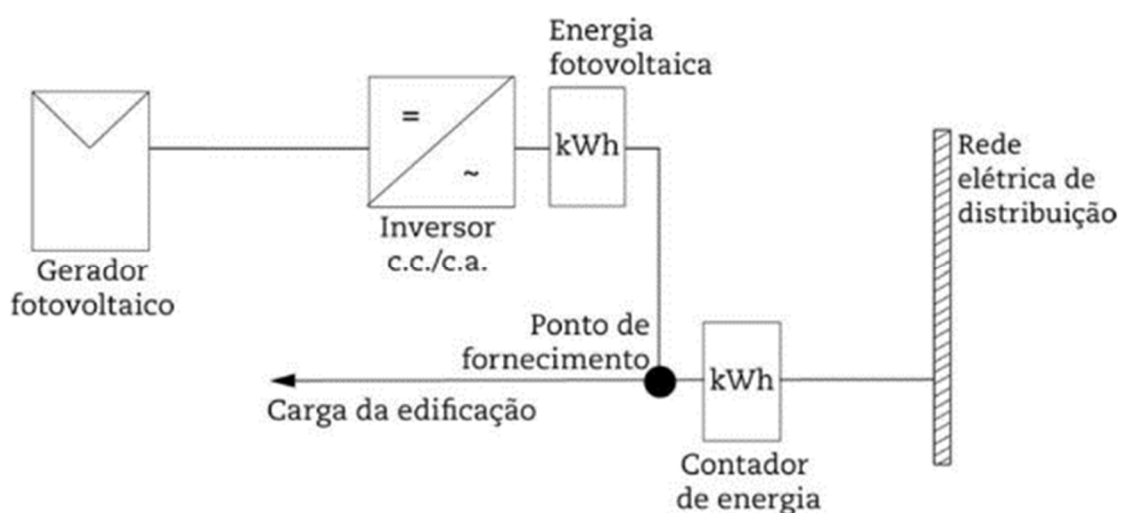 Energia
fotovoltaica
=
~
kWh
Rede
elétrica de
distribuição
Inversor
c.c./c.a.
Gerador
fotovoltaico
Ponto de
fornecimento
kWh
Carga da edificação
Contador
de energia